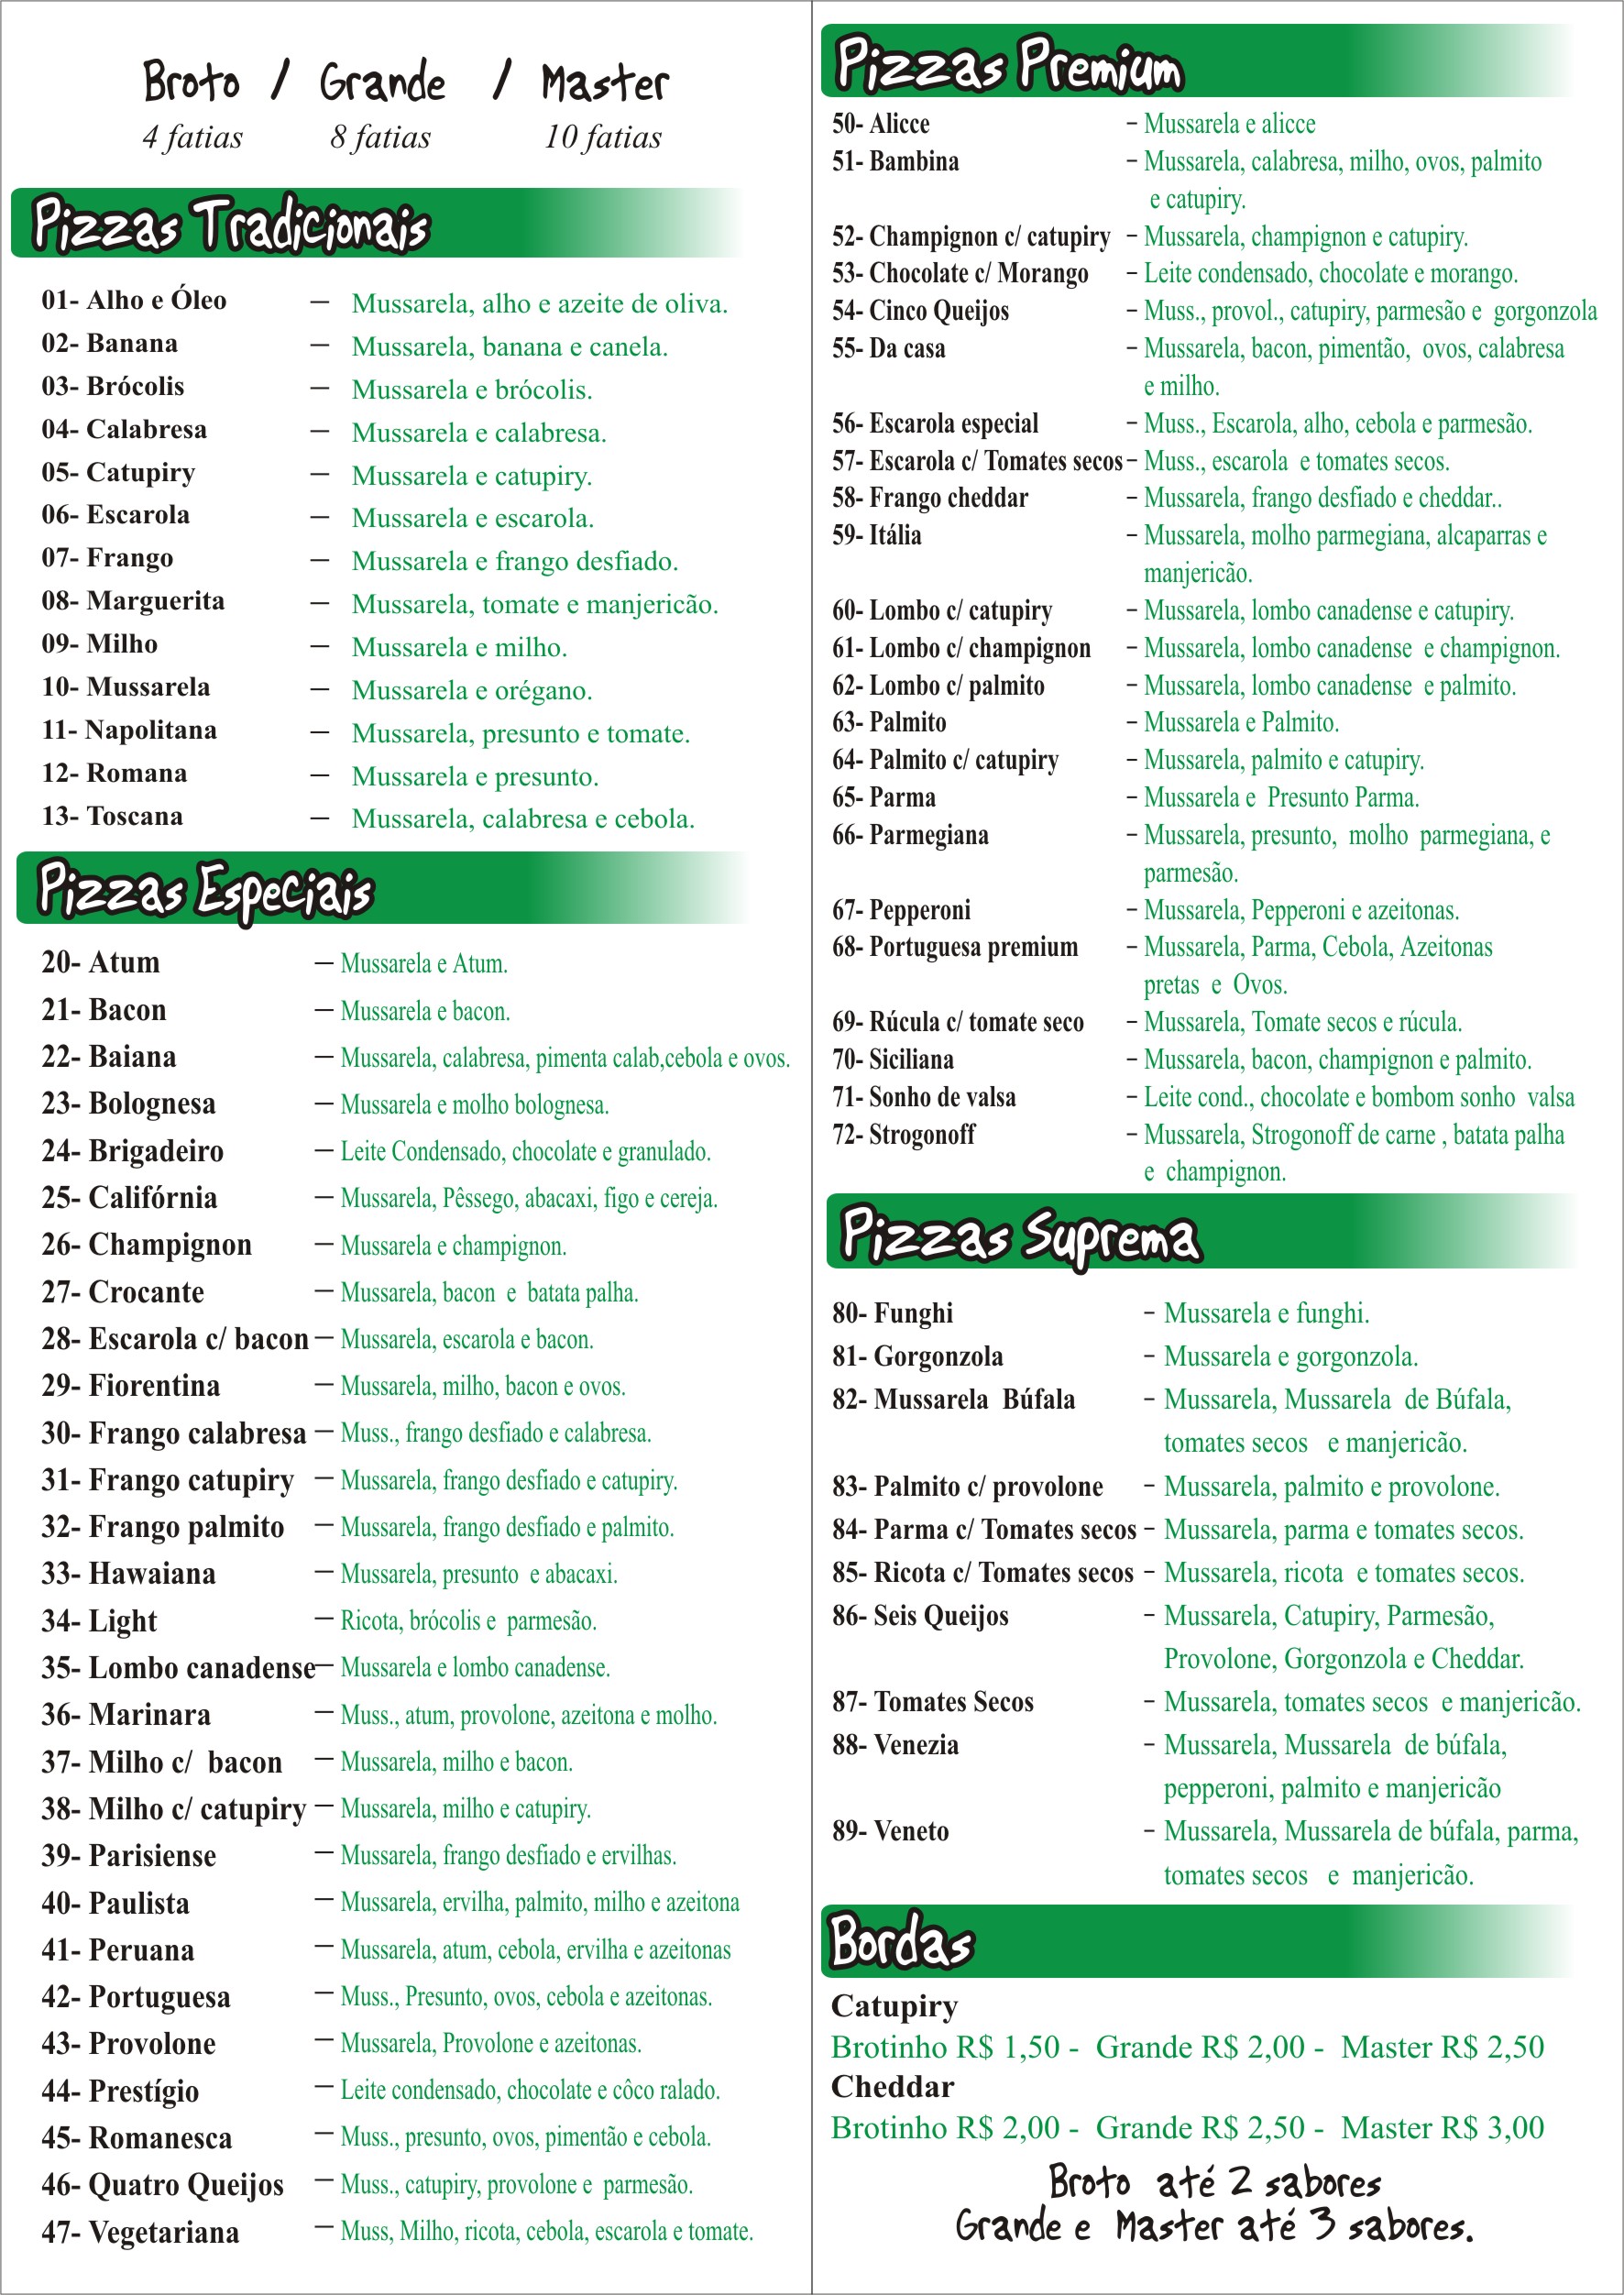 Broto / Grande / Master
4 fatias 8 fatias 10 fatias
Pizzas Tradicionais
01- Alho e Óleo – Mussarela, alho e azeite de oliva.
02- Banana – Mussarela, banana e canela.
03- Brócolis – Mussarela e brócolis.
04- Calabresa – Mussarela e calabresa.
05- Catupiry – Mussarela e catupiry.
06- Escarola – Mussarela e escarola.
07- Frango – Mussarela e frango desfiado.
08- Marguerita – Mussarela, tomate e manjericão.
09- Milho – Mussarela e milho.
10- Mussarela – Mussarela e orégano.
11- Napolitana – Mussarela, presunto e tomate.
12- Romana – Mussarela e presunto.
13- Toscana – Mussarela, calabresa e cebola.
Pizzas Especiais
20- Atum – Mussarela e Atum.
21- Bacon – Mussarela e bacon.
22- Baiana – Mussarela, calabresa, pimenta calab,cebola e ovos.
23- Bolognesa – Mussarela e molho bolognesa.
24- Brigadeiro – Leite Condensado, chocolate e granulado.
25- Califórnia – Mussarela, Pêssego, abacaxi, figo e cereja.
26- Champignon – Mussarela e champignon.
27- Crocante – Mussarela, bacon e batata palha.
28- Escarola c/ bacon – Mussarela, escarola e bacon.
29- Fiorentina – Mussarela, milho, bacon e ovos.
30- Frango calabresa – Muss., frango desfiado e calabresa.
31- Frango catupiry – Mussarela, frango desfiado e catupiry.
32- Frango palmito – Mussarela, frango desfiado e palmito.
33- Hawaiana – Mussarela, presunto e abacaxi.
34- Light – Ricota, brócolis e parmesão.
35- Lombo canadense – Mussarela e lombo canadense.
36- Marinara – Muss., atum, provolone, azeitona e molho.
37- Milho c/ bacon – Mussarela, milho e bacon.
38- Milho c/ catupiry – Mussarela, milho e catupiry.
39- Parisiense – Mussarela, frango desfiado e ervilhas.
40- Paulista – Mussarela, ervilha, palmito, milho e azeitona
41- Peruana – Mussarela, atum, cebola, ervilha e azeitonas
42- Portuguesa – Muss., Presunto, ovos, cebola e azeitonas.
43- Provolone – Mussarela, Provolone e azeitonas.
44- Prestígio – Leite condensado, chocolate e côco ralado.
45- Romanesca – Muss., presunto, ovos, pimentão e cebola.
46- Quatro Queijos – Muss., catupiry, provolone e parmesão.
47- Vegetariana – Muss, Milho, ricota, cebola, escarola e tomate.
Pizzas Premium
50- Alicce – Mussarela e alicce
51- Bambina – Mussarela, calabresa, milho, ovos, palmito
e catupiry.
52- Champignon c/ catupiry – Mussarela, champignon e catupiry.
53- Chocolate c/ Morango – Leite condensado, chocolate e morango.
54- Cinco Queijos – Muss., provol., catupiry, parmesão e gorgonzola
55- Da casa – Mussarela, bacon, pimentão, ovos, calabresa
e milho.
56- Escarola especial – Muss., Escarola, alho, cebola e parmesão.
57- Escarola c/ Tomates secos – Muss., escarola e tomates secos.
58- Frango cheddar – Mussarela, frango desfiado e cheddar..
59- Itália – Mussarela, molho parmegiana, alcaparras e
manjericão.
60- Lombo c/ catupiry – Mussarela, lombo canadense e catupiry.
61- Lombo c/ champignon – Mussarela, lombo canadense e champignon.
62- Lombo c/ palmito – Mussarela, lombo canadense e palmito.
63- Palmito – Mussarela e Palmito.
64- Palmito c/ catupiry – Mussarela, palmito e catupiry.
65- Parma – Mussarela e Presunto Parma.
66- Parmegiana – Mussarela, presunto, molho parmegiana, e
parmesão.
67- Pepperoni – Mussarela, Pepperoni e azeitonas.
68- Portuguesa premium – Mussarela, Parma, Cebola, Azeitonas
pretas e Ovos.
69- Rúcula c/ tomate seco – Mussarela, Tomate secos e rúcula.
70- Siciliana – Mussarela, bacon, champignon e palmito.
71- Sonho de valsa – Leite cond., chocolate e bombom sonho valsa
72- Strogonoff – Mussarela, Strogonoff de carne , batata palha
e champignon.
Pizzas Suprema
80- Funghi – Mussarela e funghi.
81- Gorgonzola – Mussarela e gorgonzola.
82- Mussarela Búfala – Mussarela, Mussarela de Búfala,
tomates secos e manjericão.
83- Palmito c/ provolone – Mussarela, palmito e provolone.
84- Parma c/ Tomates secos – Mussarela, parma e tomates secos.
85- Ricota c/ Tomates secos – Mussarela, ricota e tomates secos.
86- Seis Queijos – Mussarela, Catupiry, Parmesão,
Provolone, Gorgonzola e Cheddar.
87- Tomates Secos – Mussarela, tomates secos e manjericão.
88- Venezia – Mussarela, Mussarela de búfala,
pepperoni, palmito e manjericão
89- Veneto – Mussarela, Mussarela de búfala, parma,
tomates secos e manjericão.
Bordas
Catupiry
Brotinho R$ 1,50 - Grande R$ 2,00 - Master R$ 2,50
Cheddar
Brotinho R$ 2,00 - Grande R$ 2,50 - Master R$ 3,00
Broto até 2 sabores
Grande e Master até 3 sabores.